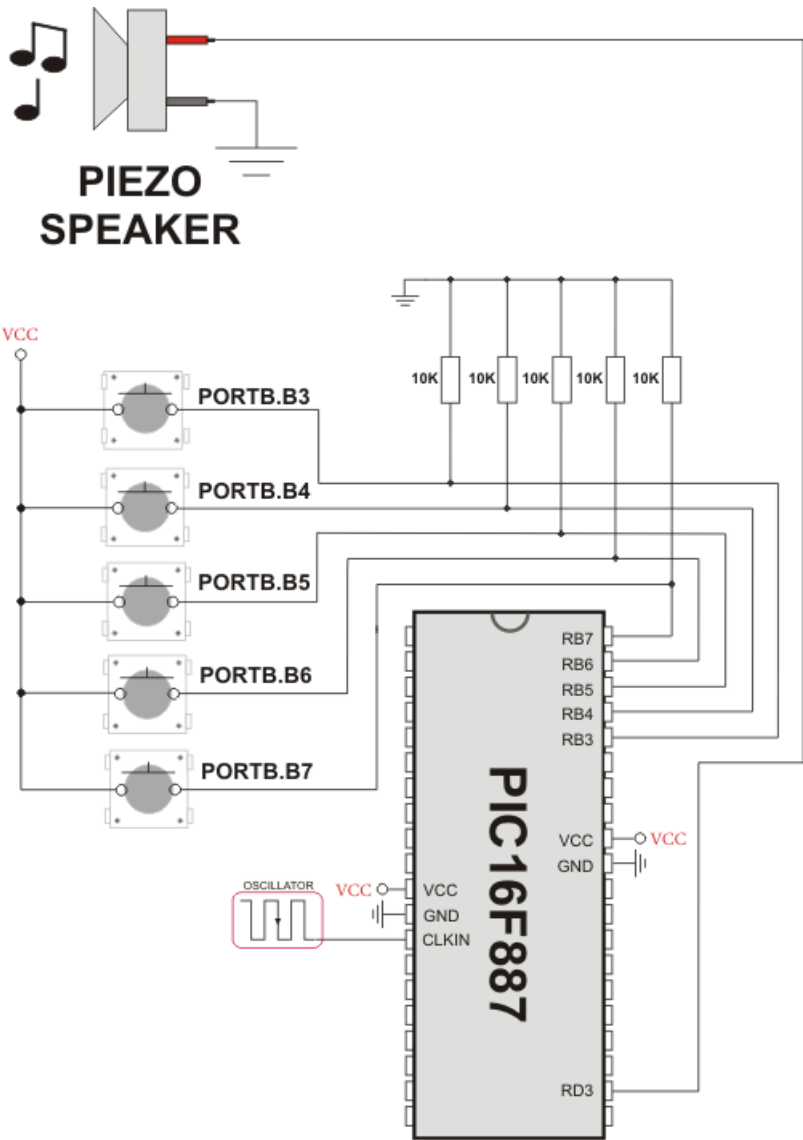 PIEZO
SPEAKER
VCC
10K 10K 10K 10K 10K
PORTB.B3
PORTB.B4
PORTB.B5
PORTB.B6
PORTB.B7
RB7
RB6
RB5
RB4
RB3
PIC16F887
VCC VCC
GND
OSCILLATOR
VCC VCC
GND
CLKIN
RD3